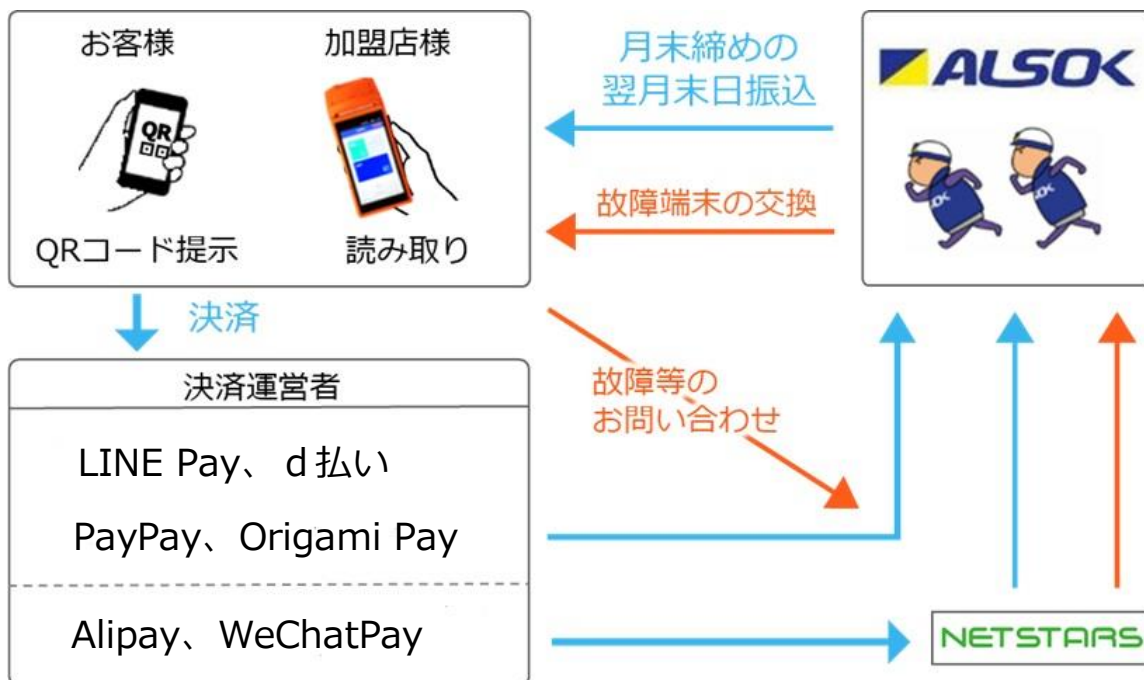 お客様
加盟店様
QR
QRコード提示
読み取り
月末締めの
翌月末日振込
ALSOK
故障端末の交換
決済
故障等の
お問い合わせ
決済運営者
LINE Pay、d払い
PayPay、Origami Pay
Alipay、WeChatPay
NETSTARS